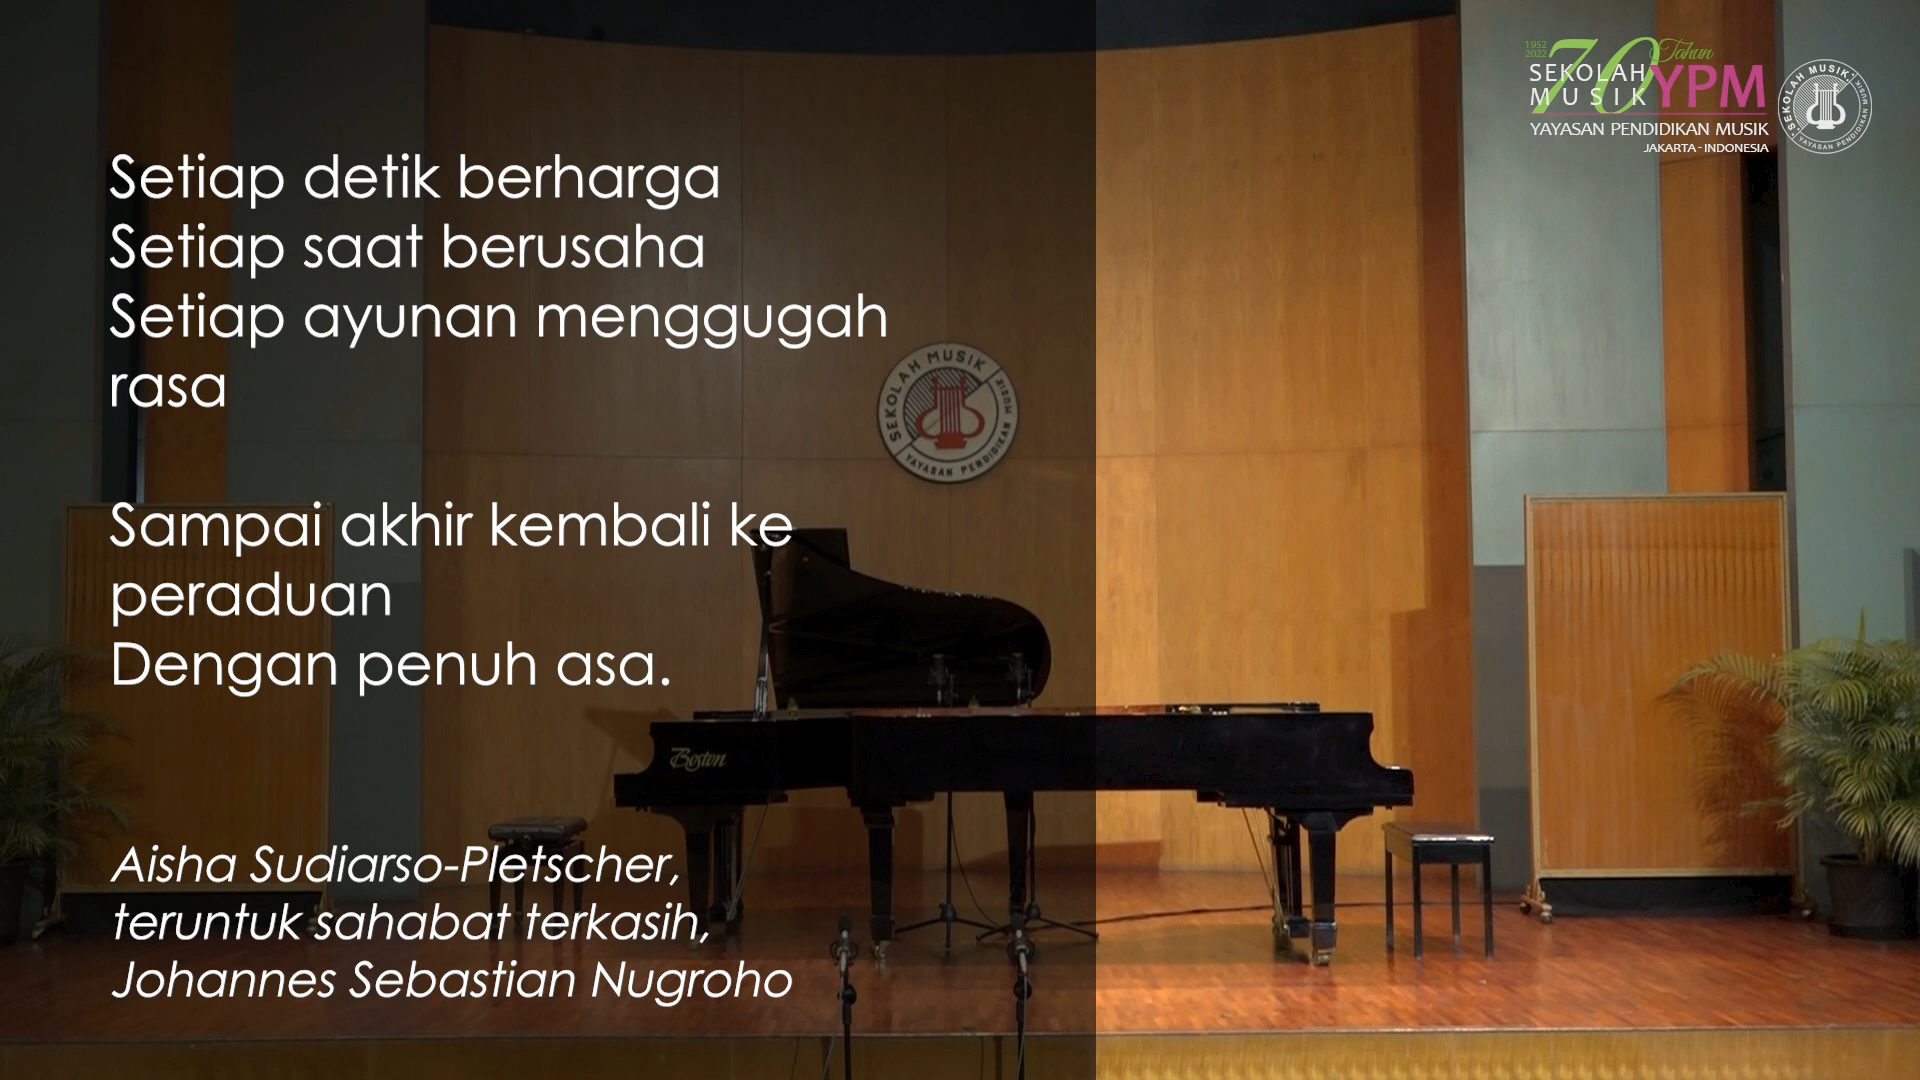 Setiap detik berharga
Setiap saat berusaha
Setiap ayunan menggugah
rasa
Sampai akhir kembali ke
peraduan
Dengan penuh asa.
Aisha Sudiarso-Pletscher,
teruntuk sahabat terkasih,
Johannes Sebastian Nugroho
1952
2022
70 Tahun
SEKOLAH
MUSIK
YPM
YAYASAN PENDIDIKAN MUSIK
JAKARTA - INDONESIA
SEKOLAH MUSIK
YAYASAN PENDIDIKAN MUSIK
SEKOLAH MUSIK
YAYASAN PENDIDIKAN MUSIK
Boston